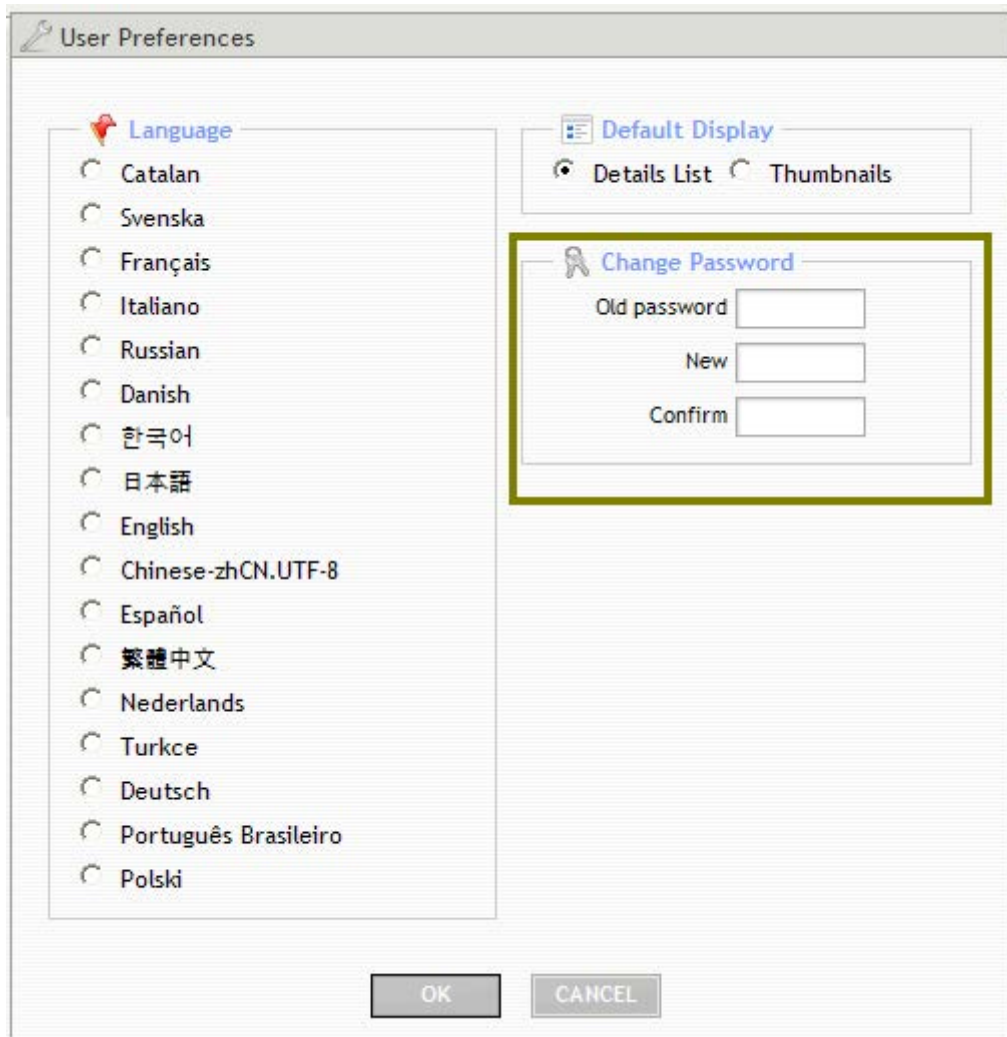 User Preferences
Language
Catalan
Svenska
Français
Italiano
Russian
Danish
한국어
日本語
English
Chinese-zhCN.UTF-8
Español
繁體中文
Nederlands
Turkce
Deutsch
Português Brasileiro
Polski
Default Display
Details List Thumbnails
Change Password
Old password
New
Confirm
OK CANCEL